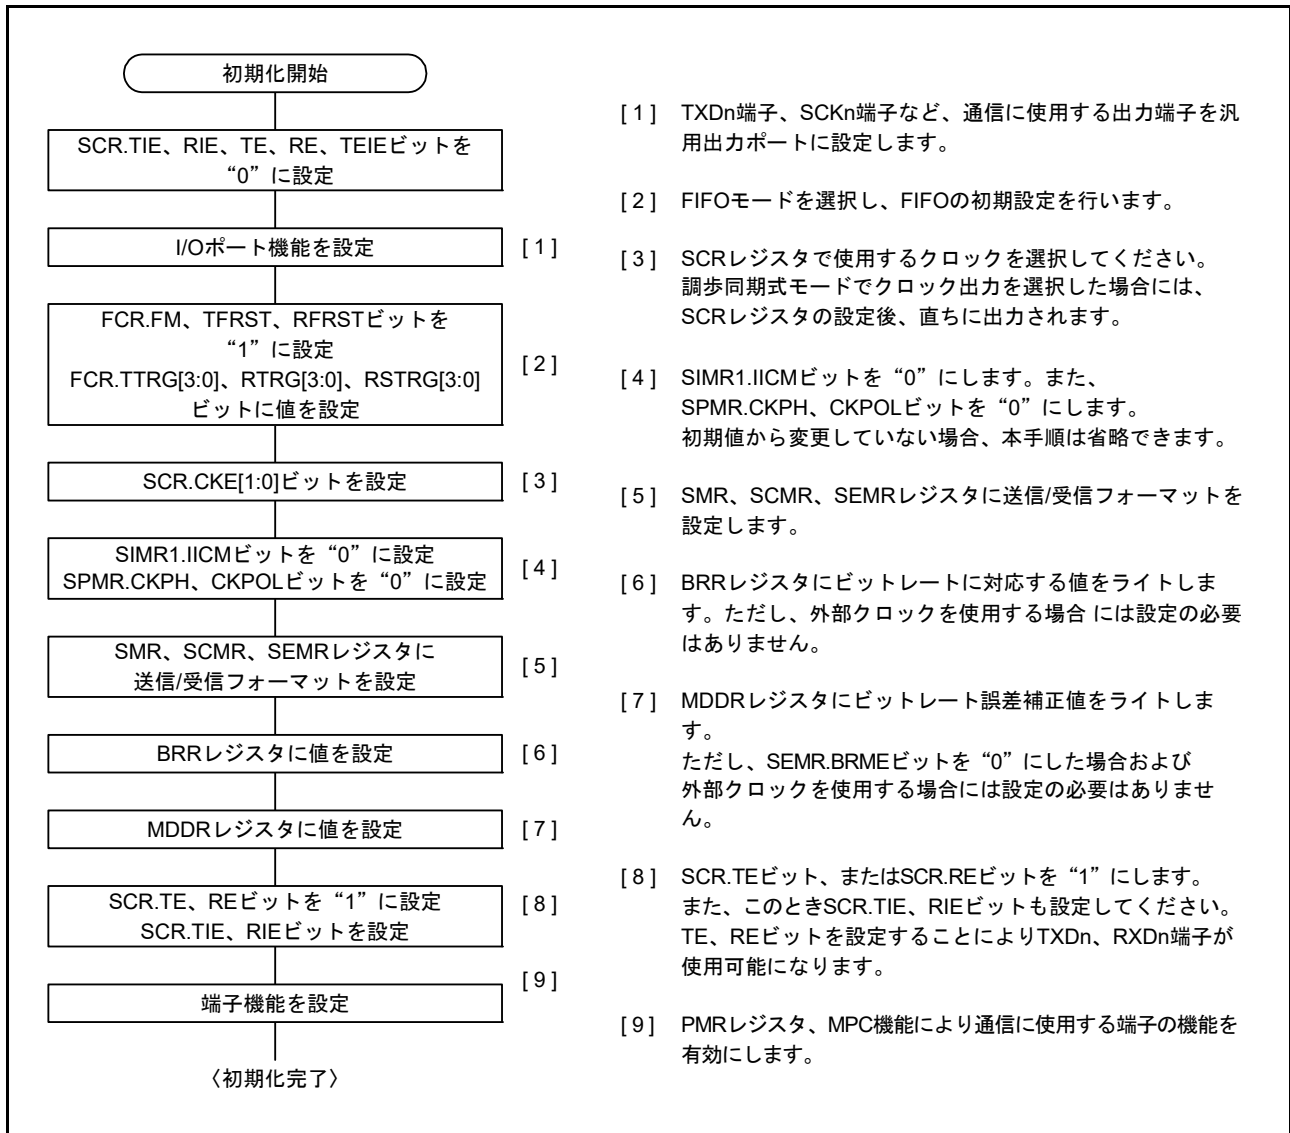 初期化開始
SCR.TIE、RIE、TE、RE、TEIEビットを
“0”に設定
I/Oポート機能を設定
[ 1 ]
FCR.FM、TFRST、RFRSTビットを
“1”に設定
FCR.TTRG[3:0]、RTRG[3:0]、RSTRG[3:0]
ビットに値を設定
[ 2 ]
SCR.CKE[1:0]ビットを設定
[ 3 ]
SIMR1.IICMビットを“0”に設定
SPMR.CKPH、CKPOLビットを“0”に設定
[ 4 ]
SMR、SCMR、SEMRレジスタに
送信/受信フォーマットを設定
[ 5 ]
BRRレジスタに値を設定
[ 6 ]
MDDRレジスタに値を設定
[ 7 ]
SCR.TE、REビットを“1”に設定
SCR.TIE、RIEビットを設定
[ 8 ]
[ 9 ]
端子機能を設定
〈初期化完了〉
[ 1 ] TXDn端子、SCKn端子など、通信に使用する出力端子を汎
用出力ポートに設定します。
[ 2 ] FIFOモードを選択し、FIFOの初期設定を行います。
[ 3 ] SCRレジスタで使用するクロックを選択してください。
調歩同期式モードでクロック出力を選択した場合には、
SCRレジスタの設定後、直ちに出力されます。
[ 4 ] SIMR1.IICMビットを“0”にします。また、
SPMR.CKPH、CKPOLビットを“0”にします。
初期値から変更していない場合、本手順は省略できます。
[ 5 ] SMR、SCMR、SEMRレジスタに送信/受信フォーマットを
設定します。
[ 6 ] BRRレジスタにビットレートに対応する値をライトしま
す。ただし、外部クロックを使用する場合 には設定の必要
はありません。
[ 7 ] MDDRレジスタにビットレート誤差補正値をライトしま
す。
ただし、SEMR.BRMEビットを“0”にした場合および
外部クロックを使用する場合には設定の必要はありませ
ん。
[ 8 ] SCR.TEビット、またはSCR.REビットを“1”にします。
また、このときSCR.TIE、RIEビットも設定してください。
TE、REビットを設定することによりTXDn、RXDn端子が
使用可能になります。
[ 9 ] PMRレジスタ、MPC機能により通信に使用する端子の機能を
有効にします。